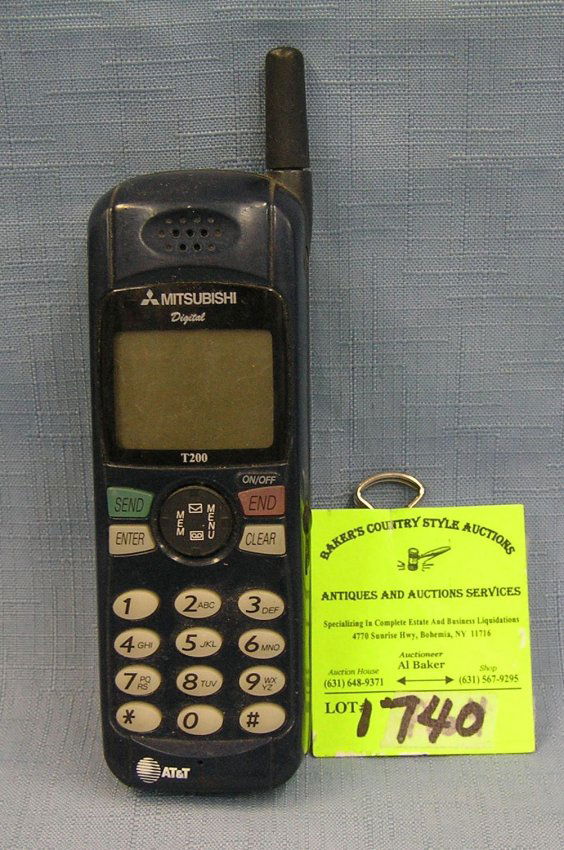 MITSUBISHI
Digital
T200
ON/OFF
SEND
END
MEM
MENU
ENTER
CLEAR
1 2ABC 3DEF
4GHI 5JKL 6MNO
7PQRS 8TUV 9WXYZ
* 0 #
AT&T
BAKER'S COUNTRY STYLE AUCTIONS
ANTIQUES AND AUCTIONS SERVICES
Specializing In Complete Estate And Business Liquidations
4770 Sunrise Hwy, Bohemia, NY 11716
Auctioneer
Auction House Al Baker Shop
(631) 648-9371 (631) 567-9295
LOT# 1740